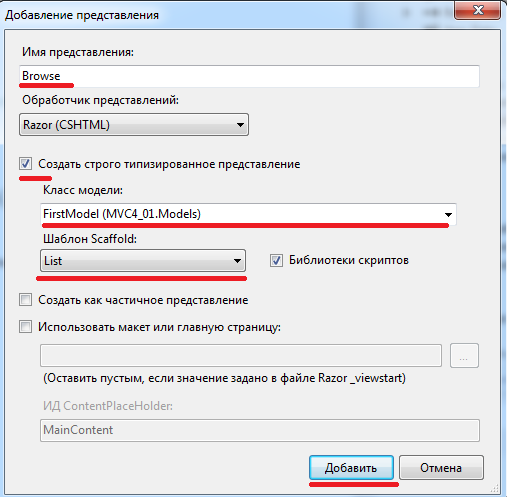 Добавление представления
Имя представления:
Browse
Обработчик представлений:
Razor (CSHTML)
Создать строго типизированное представление
Класс модели:
FirstModel (MVC4_01.Models)
Шаблон Scaffold:
List
Библиотеки скриптов
Создать как частичное представление
Использовать макет или главную страницу:
...
(Оставить пустым, если значение задано в файле Razor _viewstart)
ИД ContentPlaceHolder:
MainContent
Добавить
Отмена